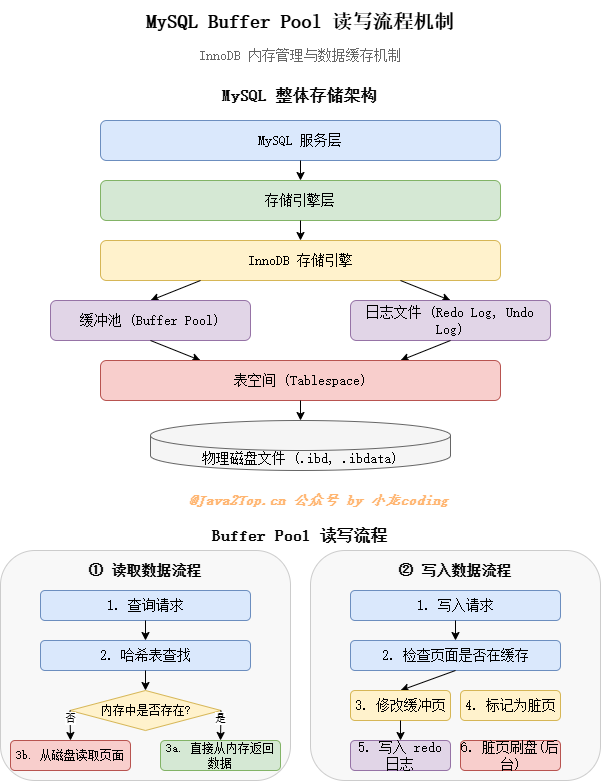 MySQL Buffer Pool 读写流程机制
InnoDB 内存管理与数据缓存机制
MySQL 整体存储架构
MySQL 服务层
存储引擎层
InnoDB 存储引擎
缓冲池 (Buffer Pool)
日志文件 (Redo Log, Undo
Log)
表空间 (Tablespace)
物理磁盘文件 (.ibd, .ibdata)
@Java2Top.cn 公众号 by 小龙coding
Buffer Pool 读写流程
① 读取数据流程
1. 查询请求
2. 哈希表查找
内存中是否存在?
否
是
3b. 从磁盘读取页面
3a. 直接从内存返回
数据
② 写入数据流程
1. 写入请求
2. 检查页面是否在缓存
3. 修改缓冲页
4. 标记为脏页
5. 写入 redo
日志
6. 脏页刷盘(后
台)